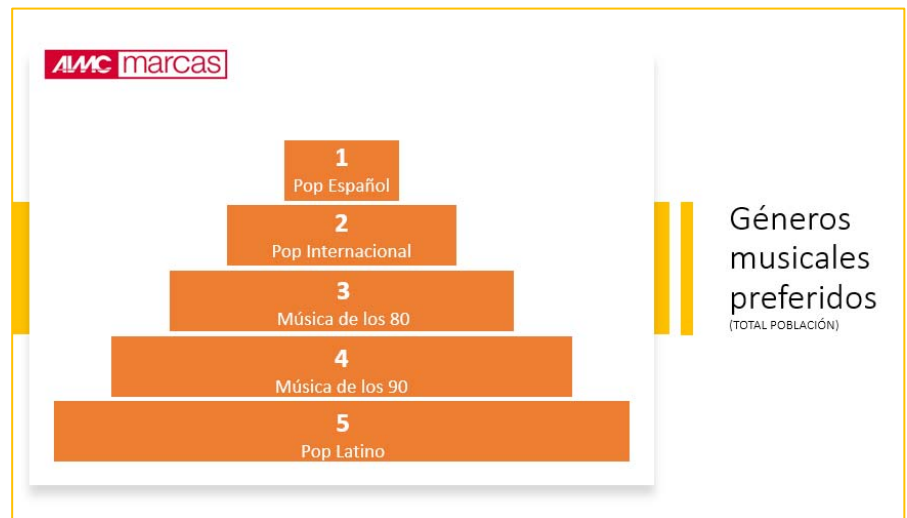 AIMC marcas
1
Pop Español
2
Pop Internacional
3
Música de los 80
4
Música de los 90
5
Pop Latino
Géneros
musicales
preferidos
(TOTAL POBLACIÓN)